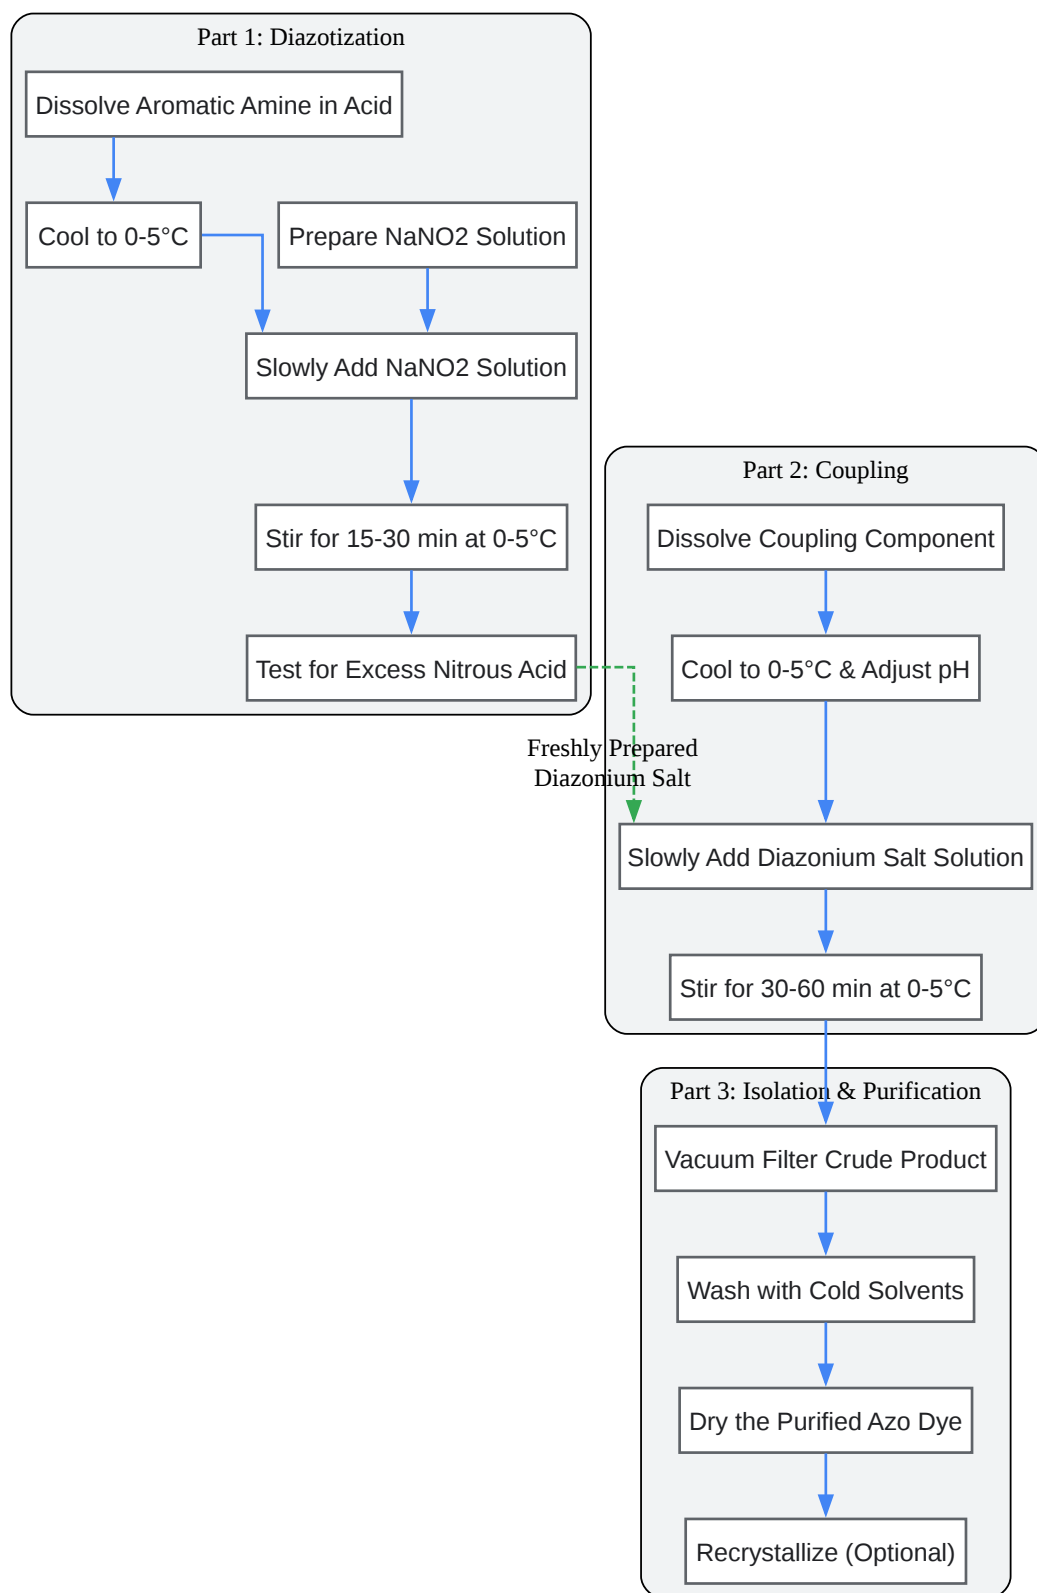 Part 1: Diazotization
Dissolve Aromatic Amine in Acid
Cool to 0-5°C
Prepare NaNO2 Solution
Slowly Add NaNO2 Solution
Stir for 15-30 min at 0-5°C
Test for Excess Nitrous Acid
Freshly Prepared
Diazonium Salt
Part 2: Coupling
Dissolve Coupling Component
Cool to 0-5°C & Adjust pH
Slowly Add Diazonium Salt Solution
Stir for 30-60 min at 0-5°C
Part 3: Isolation & Purification
Vacuum Filter Crude Product
Wash with Cold Solvents
Dry the Purified Azo Dye
Recrystallize (Optional)